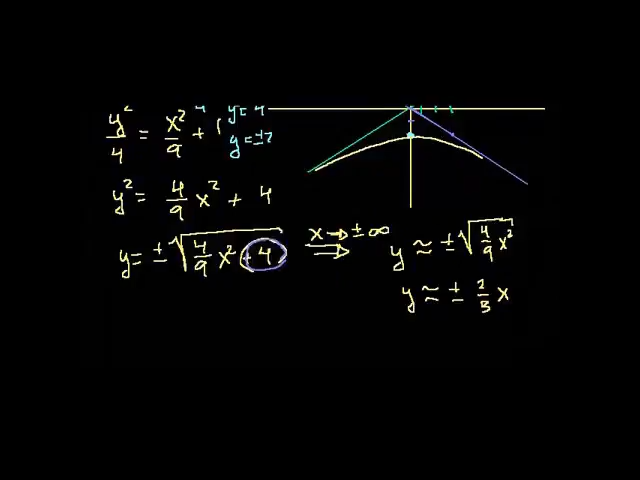 y²/4 = x²/9 + 1
y² = 4
y = ±2
y² = 4/9 x² + 4
y = ± √(4/9 x² + 4)
x → ± ∞
⇒
y ≈ ± √(4/9 x²)
y ≈ ± 2/3 x